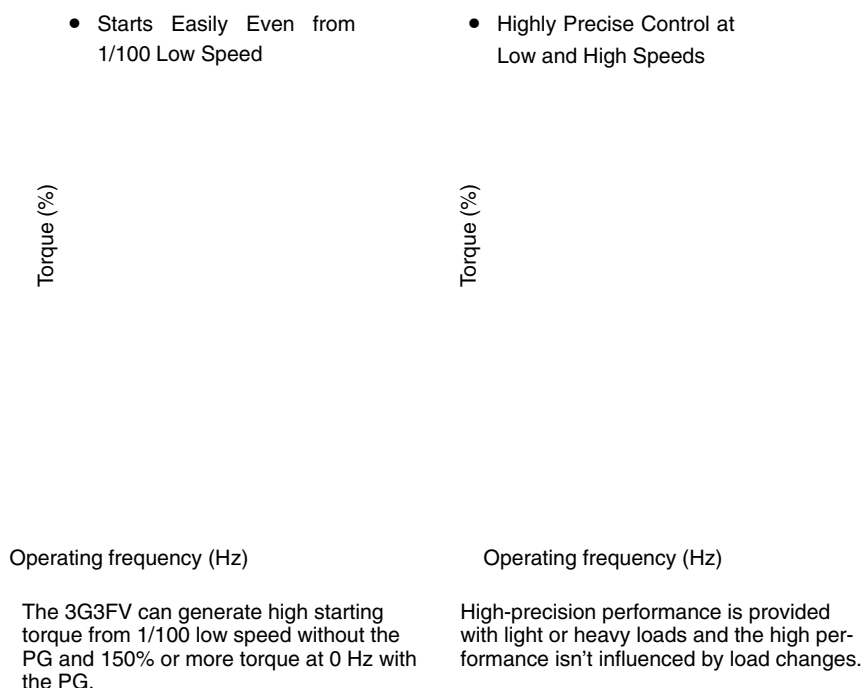 • Starts Easily Even from
1/100 Low Speed
Torque (%)
Operating frequency (Hz)
The 3G3FV can generate high starting
torque from 1/100 low speed without the
PG and 150% or more torque at 0 Hz with
the PG.
• Highly Precise Control at
Low and High Speeds
Torque (%)
Operating frequency (Hz)
High-precision performance is provided
with light or heavy loads and the high per-
formance isn't influenced by load changes.